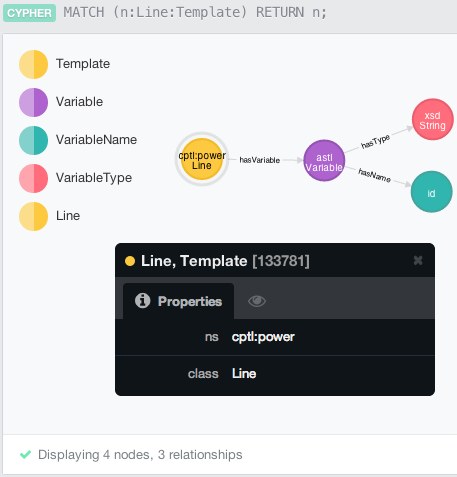 CYPHER MATCH (n:Line:Template) RETURN n;
Template
Variable
VariableName
VariableType
Line
cptl:power
Line
hasVariable
astl
Variable
hasType
xsd
String
hasName
id
Line, Template [133781]
Properties
ns cptl:power
class Line
Displaying 4 nodes, 3 relationships